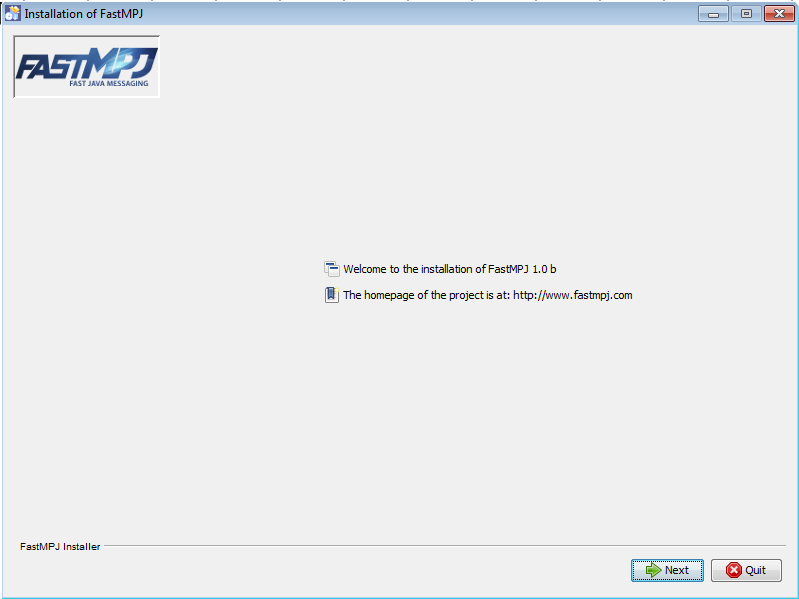 Installation of FastMPJ
FASTMPJ
FAST JAVA MESSAGING
Welcome to the installation of FastMPJ 1.0 b
The homepage of the project is at: http://www.fastmpj.com
FastMPJ Installer
Next
Quit